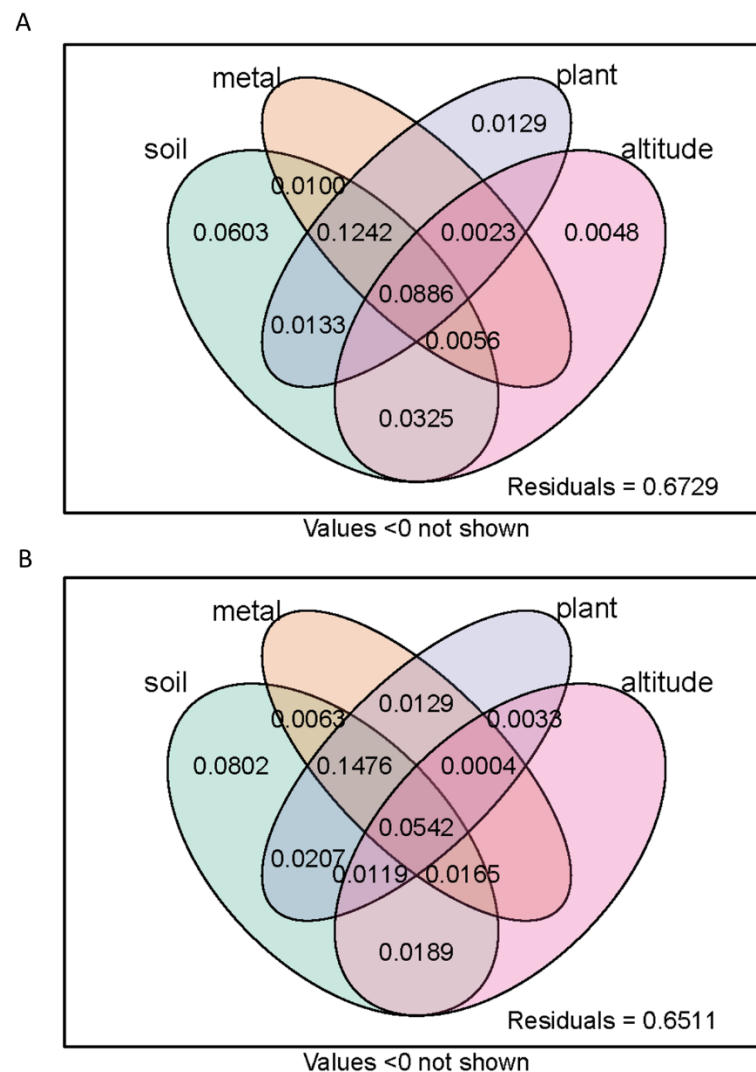 A
metal plant
soil altitude
0.0129
0.0100
0.0603 0.1242 0.0023 0.0048
0.0886
0.0133
0.0056
0.0325
Residuals = 0.6729
Values <0 not shown
B
metal plant
soil altitude
0.0063 0.0129 0.0033
0.0802 0.1476 0.0004
0.0542
0.0207
0.0119 0.0165
0.0189
Residuals = 0.6511
Values <0 not shown